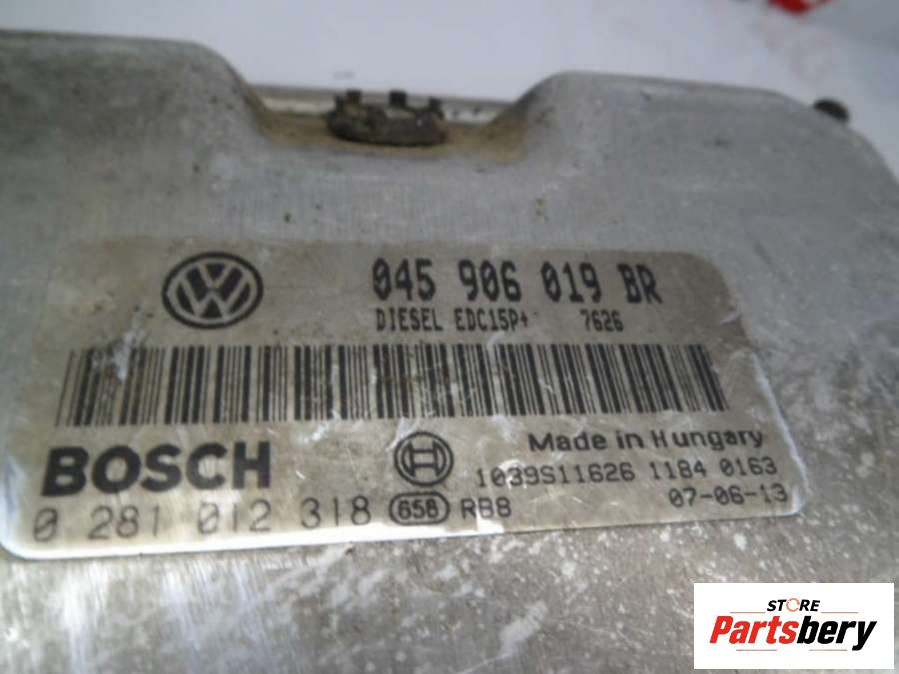 045 906 019 BR
DIESEL EDC15P+ 7626
BOSCH
Made in Hungary
1039S11626 1184 0163
0 281 012 318 658 RB8 07-06-13
STORE
Partsbery